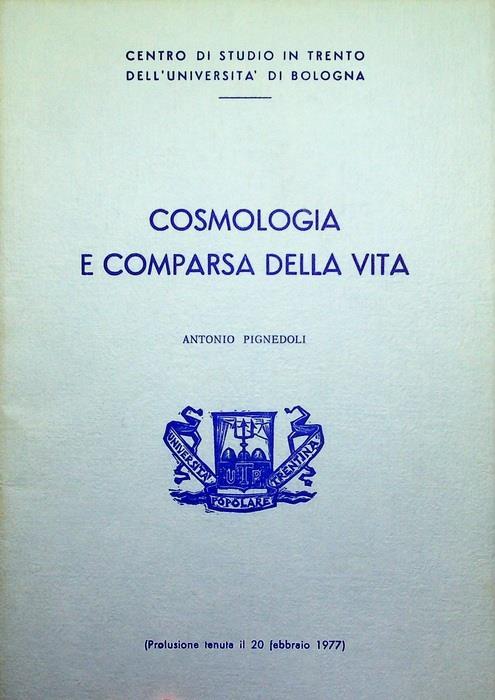 CENTRO DI STUDIO IN TRENTO
DELL'UNIVERSITA' DI BOLOGNA
COSMOLOGIA
E COMPARSA DELLA VITA
ANTONIO PIGNEDOLI
UNIVERSITA
UTP
TRENTINA
POPOLARE
(Prolusione tenuta il 20 febbraio 1977)